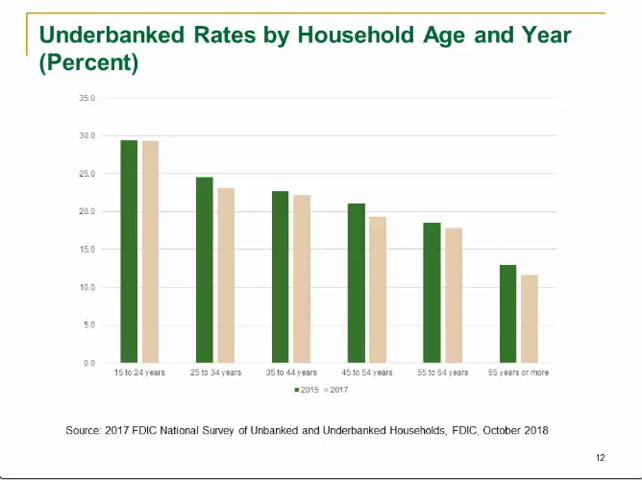 Underbanked Rates by Household Age and Year
(Percent)
35.0
30.0
25.0
20.0
15.0
10.0
5.0
0.0
15 to 24 years 25 to 34 years 35 to 44 years 45 to 54 years 55 to 64 years 65 years or more
2015 2017
Source: 2017 FDIC National Survey of Unbanked and Underbanked Households, FDIC, October 2018
12